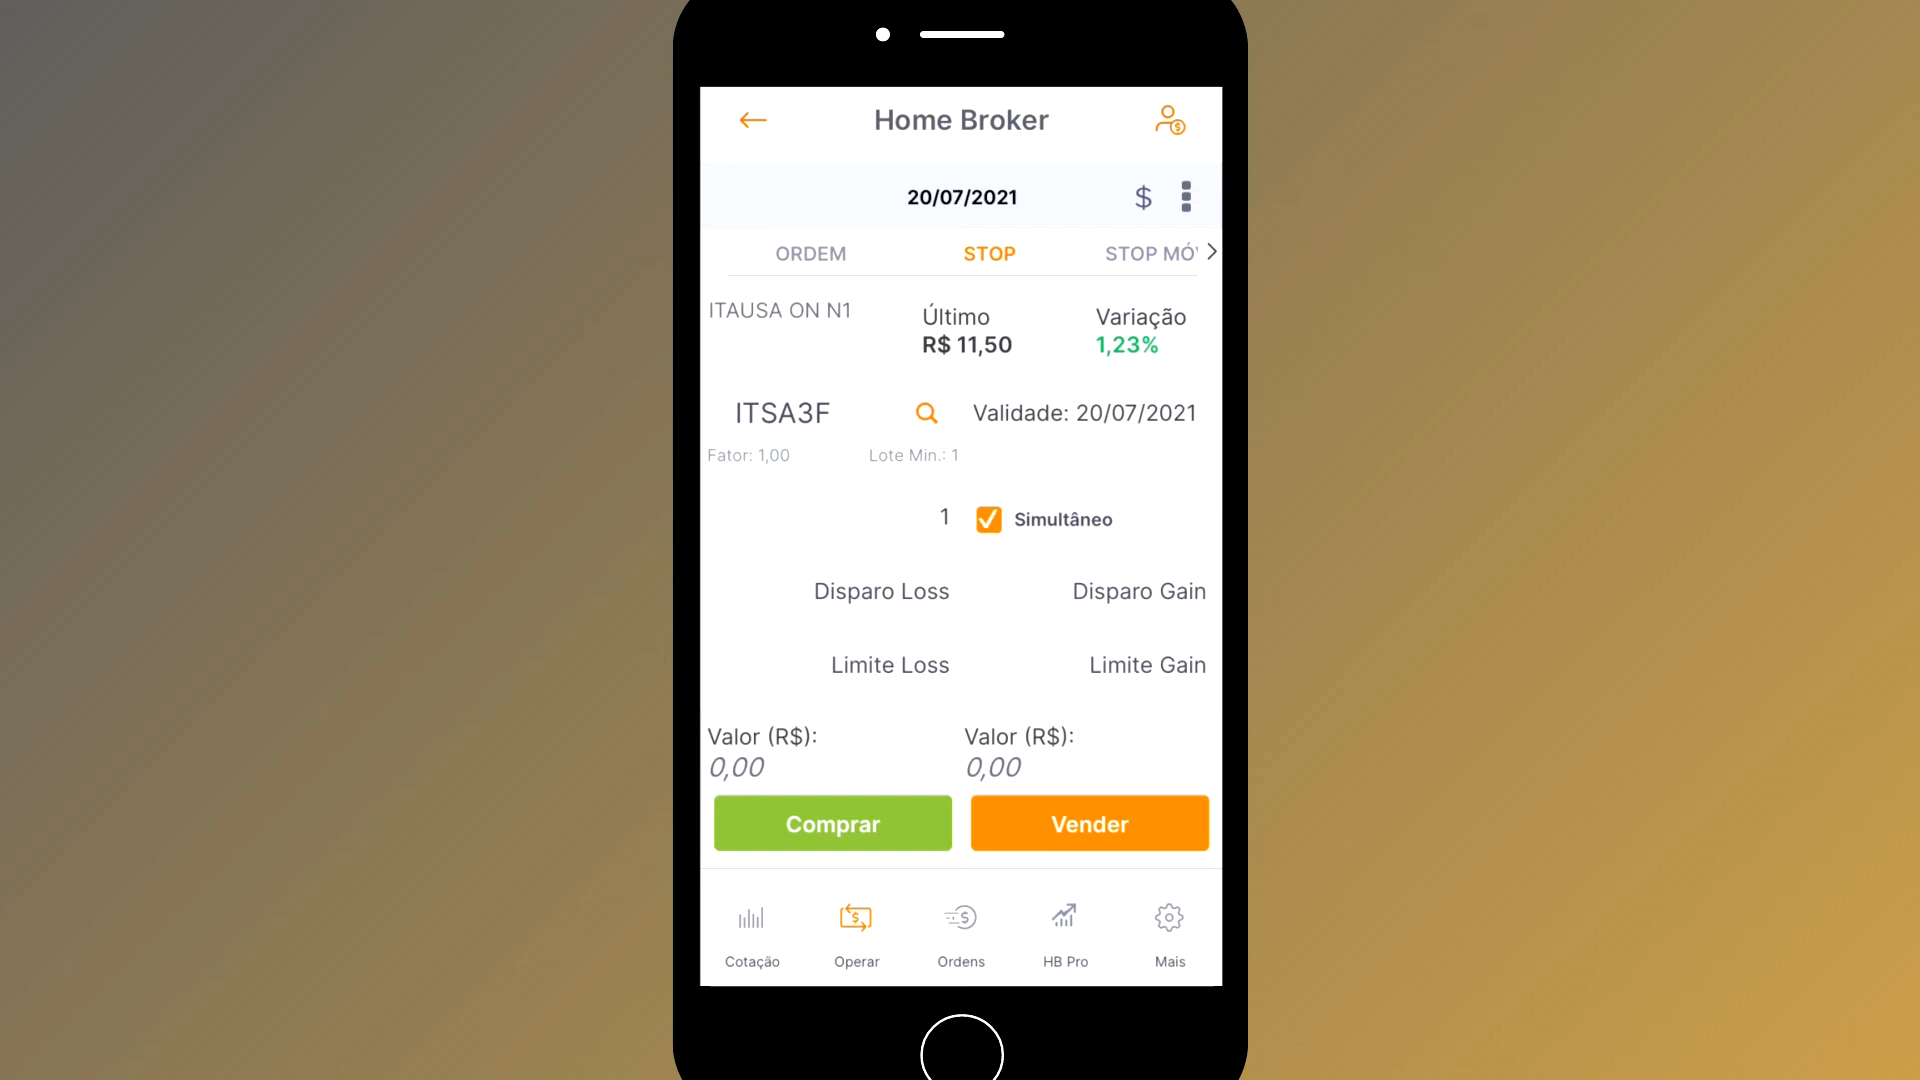 Home Broker
20/07/2021
ORDEM
STOP
STOP MÓ
ITAUSA ON N1
Último
R$ 11,50
Variação
1,23%
ITSA3F
Validade: 20/07/2021
Fator: 1,00
Lote Min.: 1
1
Simultâneo
Disparo Loss
Disparo Gain
Limite Loss
Limite Gain
Valor (R$):
0,00
Valor (R$):
0,00
Comprar
Vender
Cotação
Operar
Ordens
HB Pro
Mais